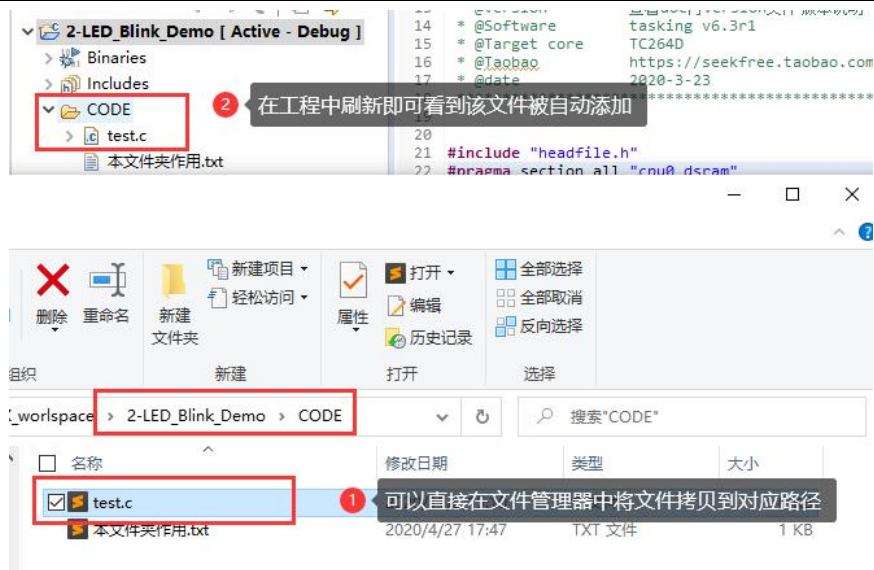 2-LED_Blink_Demo [ Active - Debug ]
Binaries
Includes
CODE
test.c
本文件夹作用.txt
2 在工程中刷新即可看到该文件被自动添加
14 * @Software tasking v6.3r1
15 * @Target core TC264D
16 * @Taobao https://seekfree.taobao.com
17 * @date 2020-3-23
20
21 #include "headfile.h"
22 #pragma section all "cpu0_dsram"
删除
重命名
新建
文件夹
新建项目
轻松访问
属性
打开
编辑
历史记录
全部选择
全部取消
反向选择
组织
新建
打开
选择
_worlspace › 2-LED_Blink_Demo › CODE
搜索"CODE"
名称 修改日期 类型 大小
test.c
1 可以直接在文件管理器中将文件拷贝到对应路径
本文件夹作用.txt 2020/4/27 17:47 TXT 文件 1 KB